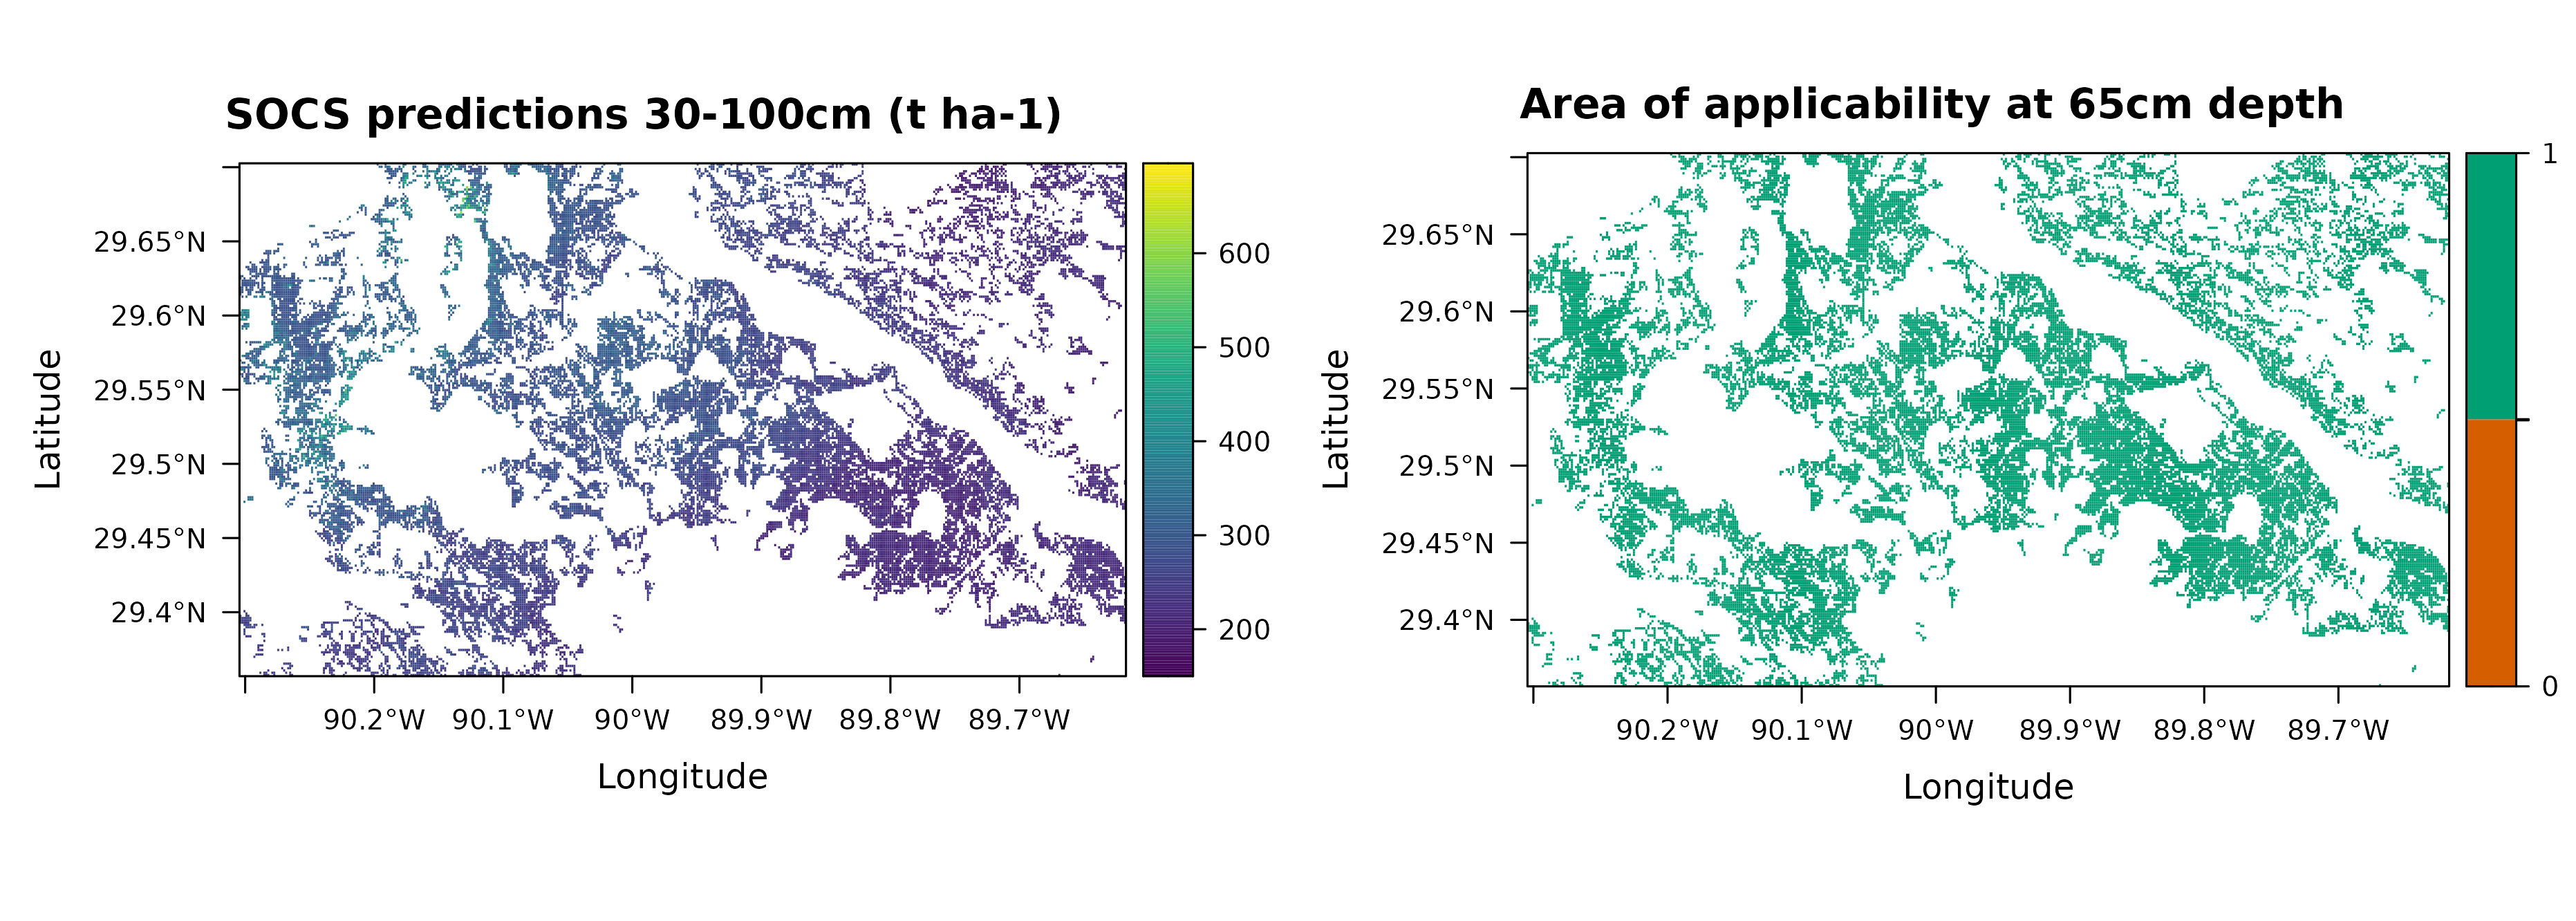 SOCS predictions 30-100cm (t ha-1)
Latitude
29.65°N
29.6°N
29.55°N
29.5°N
29.45°N
29.4°N
90.2°W 90.1°W 90°W 89.9°W 89.8°W 89.7°W
Longitude
600
500
400
300
200
Area of applicability at 65cm depth
Latitude
29.65°N
29.6°N
29.55°N
29.5°N
29.45°N
29.4°N
90.2°W 90.1°W 90°W 89.9°W 89.8°W 89.7°W
Longitude
1
0